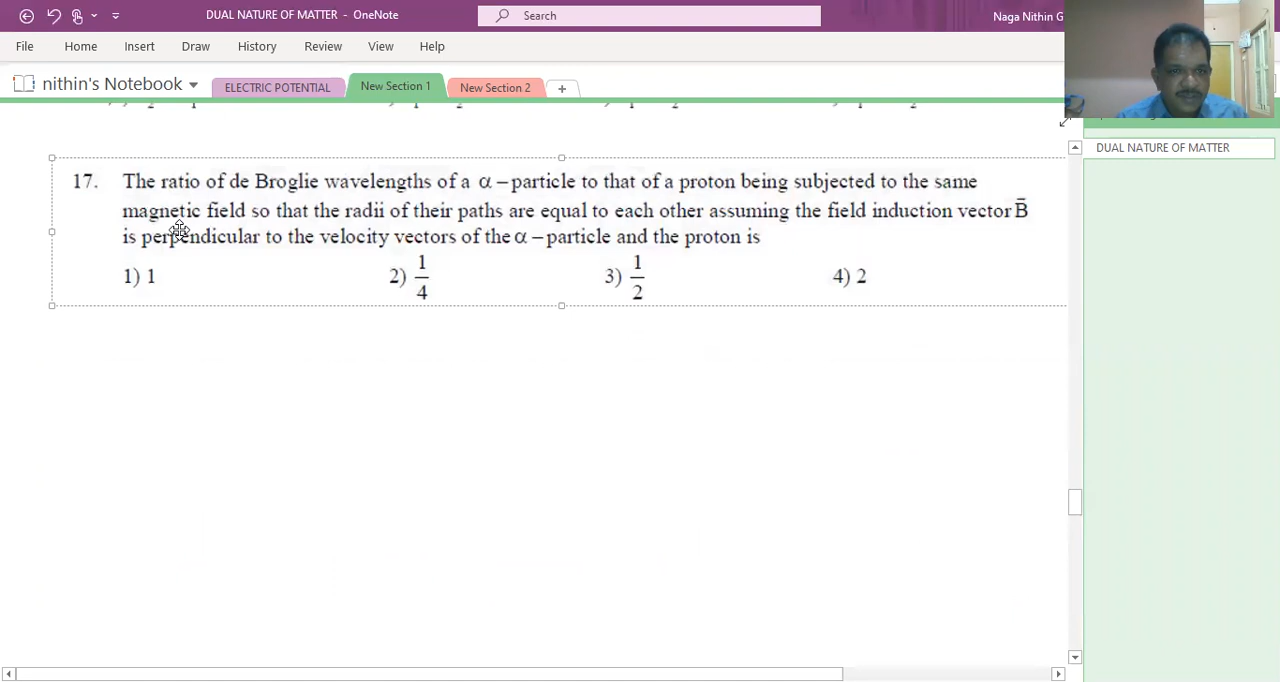 DUAL NATURE OF MATTER - OneNote
Search
Naga Nithin G
File Home Insert Draw History Review View Help
nithin's Notebook
ELECTRIC POTENTIAL
New Section 1
New Section 2
DUAL NATURE OF MATTER
17. The ratio of de Broglie wavelengths of a α – particle to that of a proton being subjected to the same
magnetic field so that the radii of their paths are equal to each other assuming the field induction vector B̄
is perpendicular to the velocity vectors of the α – particle and the proton is
1) 1 2) 1/4 3) 1/2 4) 2